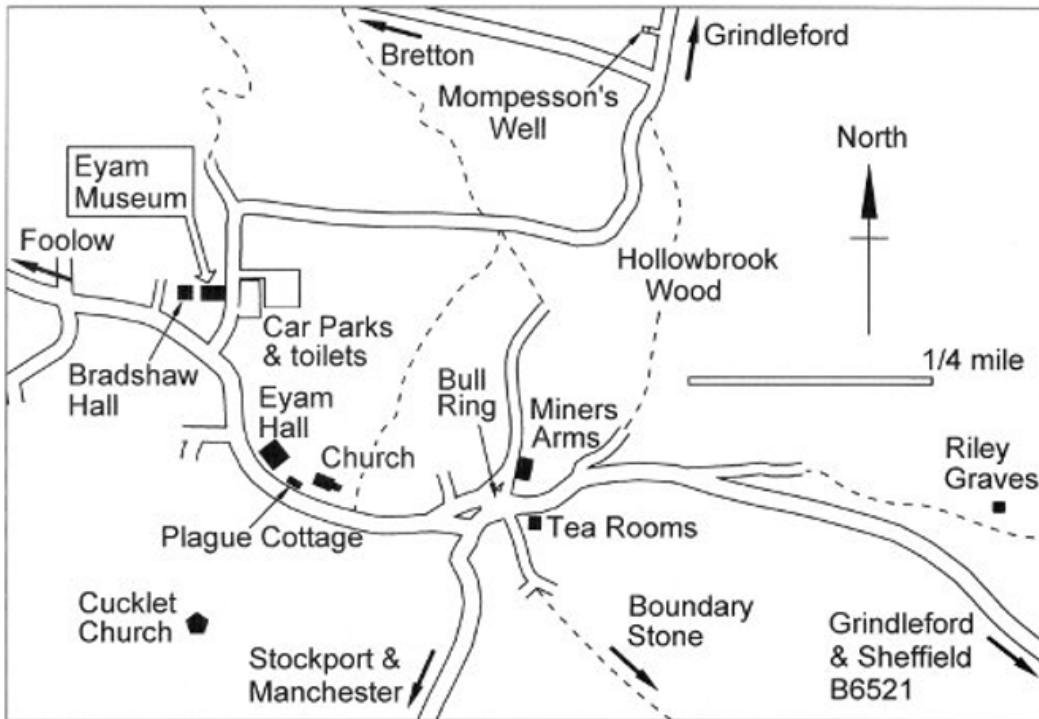 Grindleford
Bretton
Mompesson's
Well
North
Eyam
Museum
Foolow
Hollowbrook
Wood
Car Parks
& toilets
1/4 mile
Bradshaw
Hall
Bull
Ring
Miners
Arms
Eyam
Hall
Church
Riley
Graves
Plague Cottage
Tea Rooms
Cucklet
Church
Boundary
Stone
Stockport &
Manchester
Grindleford
& Sheffield
B6521